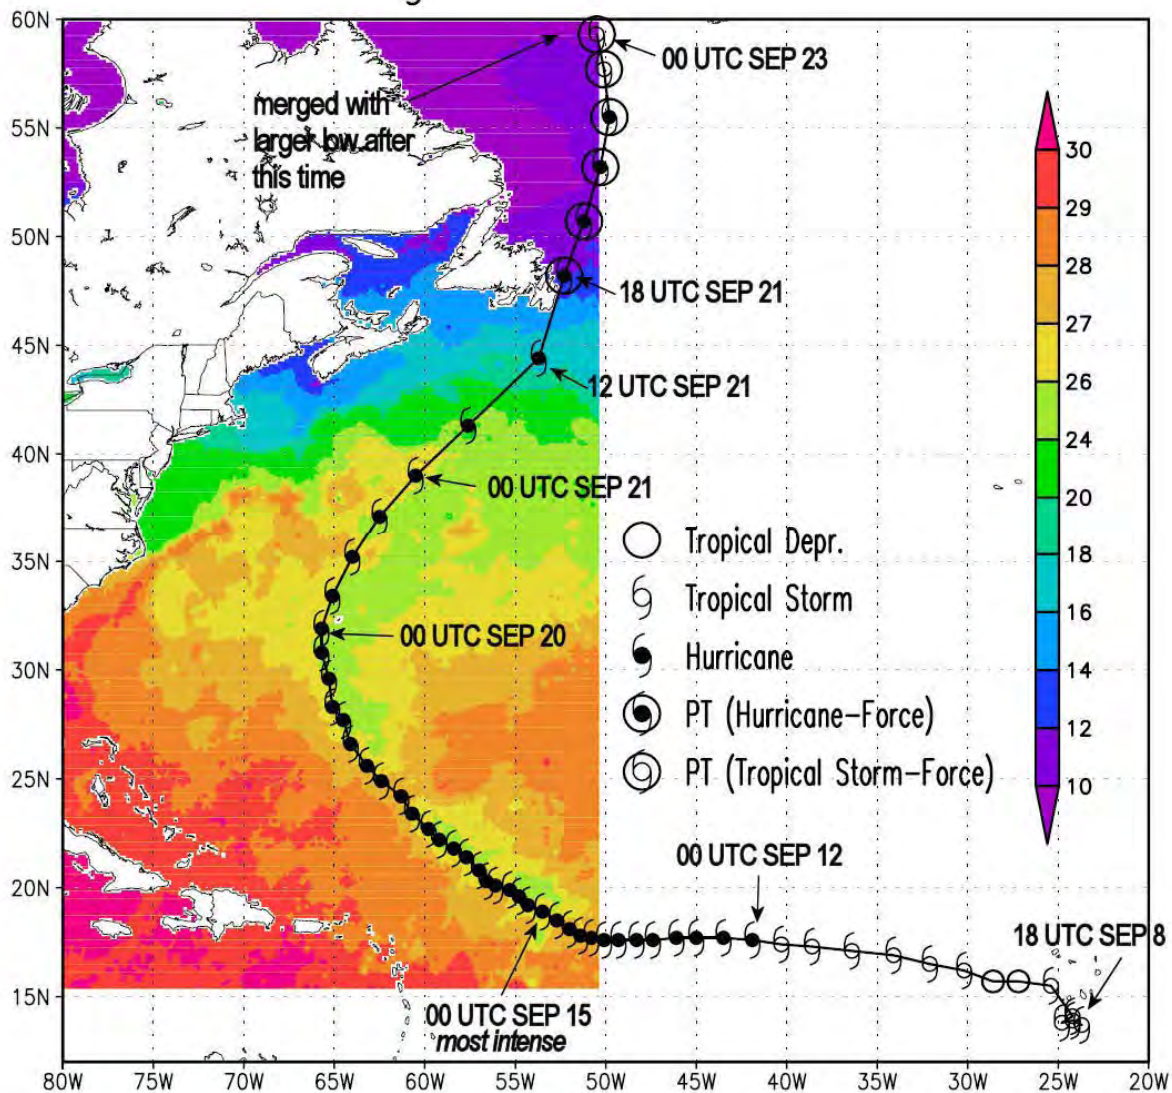 60N
00 UTC SEP 23
merged with
larger low after
this time
55N
30
29
50N
28
18 UTC SEP 21
27
45N
26
12 UTC SEP 21
24
40N
00 UTC SEP 21
20
Tropical Depr.
18
35N
Tropical Storm
16
00 UTC SEP 20
Hurricane
14
30N
PT (Hurricane-Force)
12
PT (Tropical Storm-Force)
25N
10
00 UTC SEP 12
20N
18 UTC SEP 8
15N
00 UTC SEP 15
most intense
80W 75W 70W 65W 60W 55W 50W 45W 40W 35W 30W 25W 20W